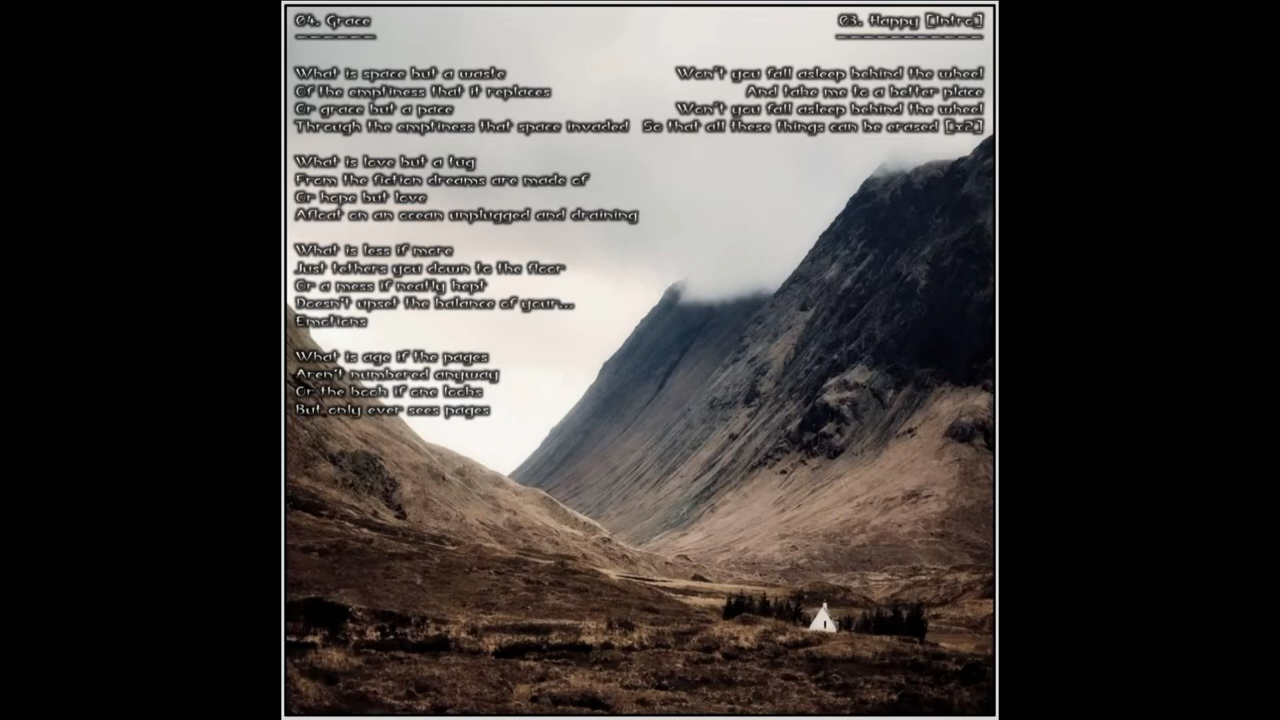 04. Grace
What is space but a waste
Of the emptiness that it replaces
Or grace but a pace
Through the emptiness that space invaded
What is love but a tug
From the fiction dreams are made of
Or hope but love
Afloat on an ocean unplugged and draining
What is less if more
Just tethers you down to the floor
Or a mess if neatly kept
Doesn't upset the balance of your...
Emotions
What is age if the pages
Aren't numbered anyway
Or the book if one looks
But only ever sees pages
03. Happy [Intro]
Won't you fall asleep behind the wheel
And take me to a better place
Won't you fall asleep behind the wheel
So that all these things can be erased [x2]